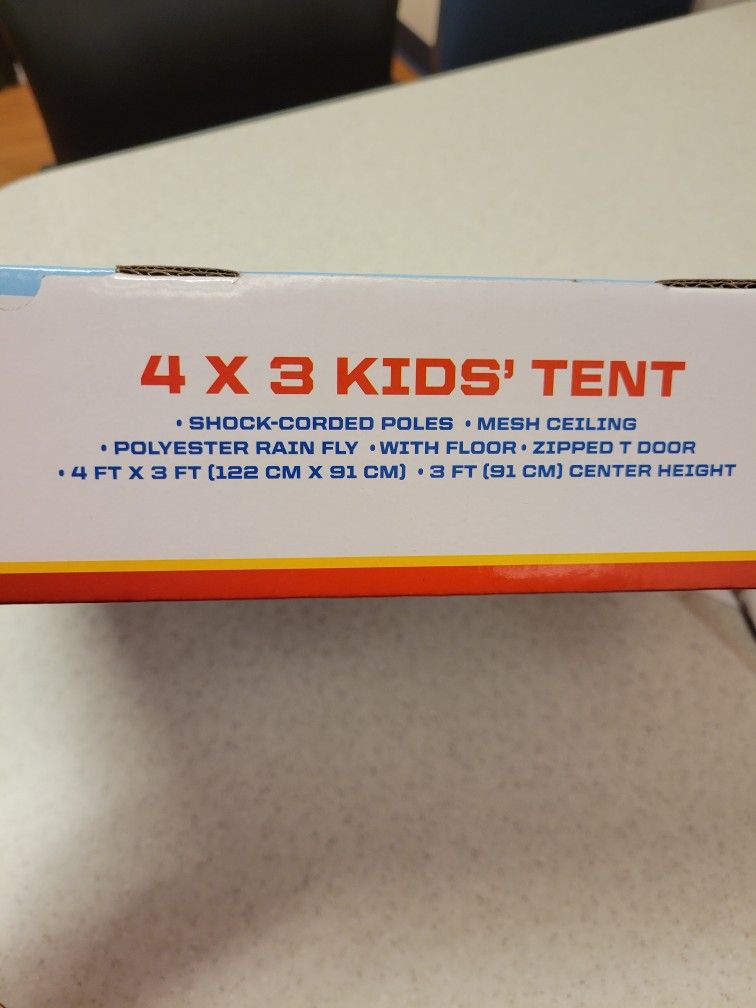 4 X 3 KIDS' TENT
• SHOCK-CORDED POLES • MESH CEILING
• POLYESTER RAIN FLY • WITH FLOOR • ZIPPED T DOOR
• 4 FT X 3 FT (122 CM X 91 CM) • 3 FT (91 CM) CENTER HEIGHT